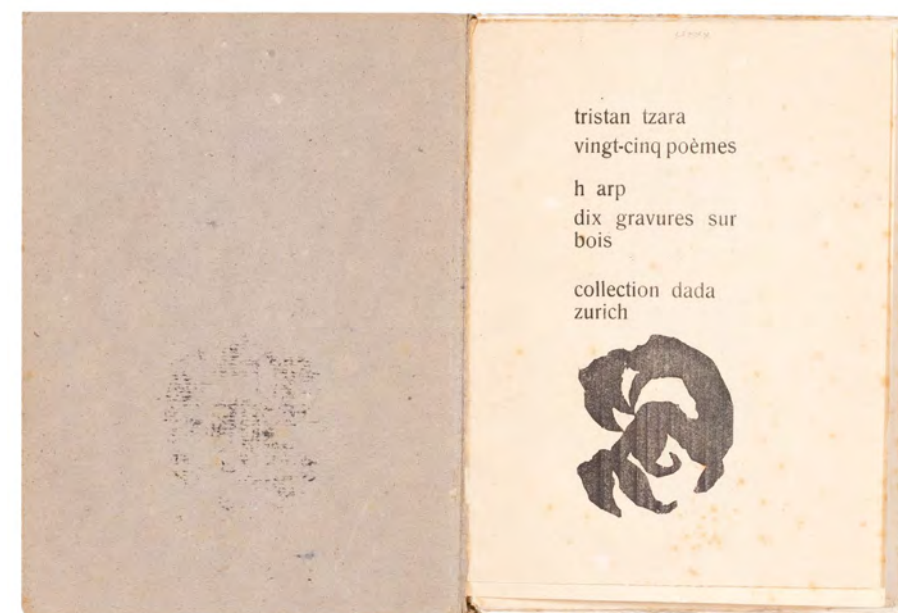 tristan tzara
vingt-cinq poèmes
h arp
dix gravures sur
bois
collection dada
zurich